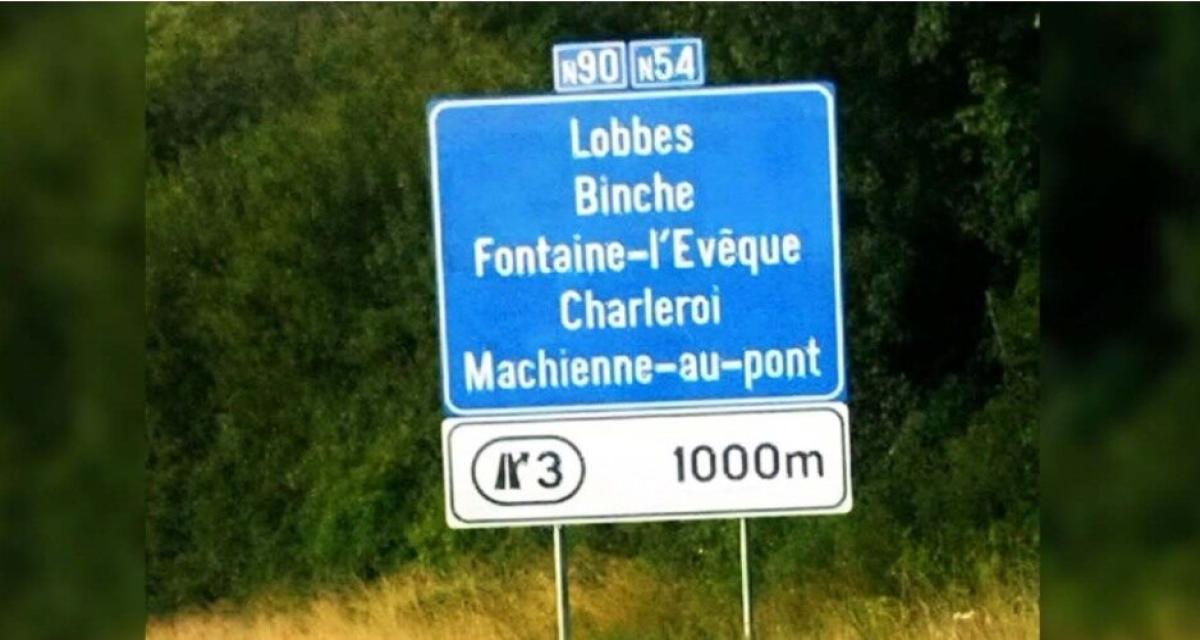 N90 N54
Lobbes
Binche
Fontaine-l'Evêque
Charleroi
Machienne-au-pont
3 1000m